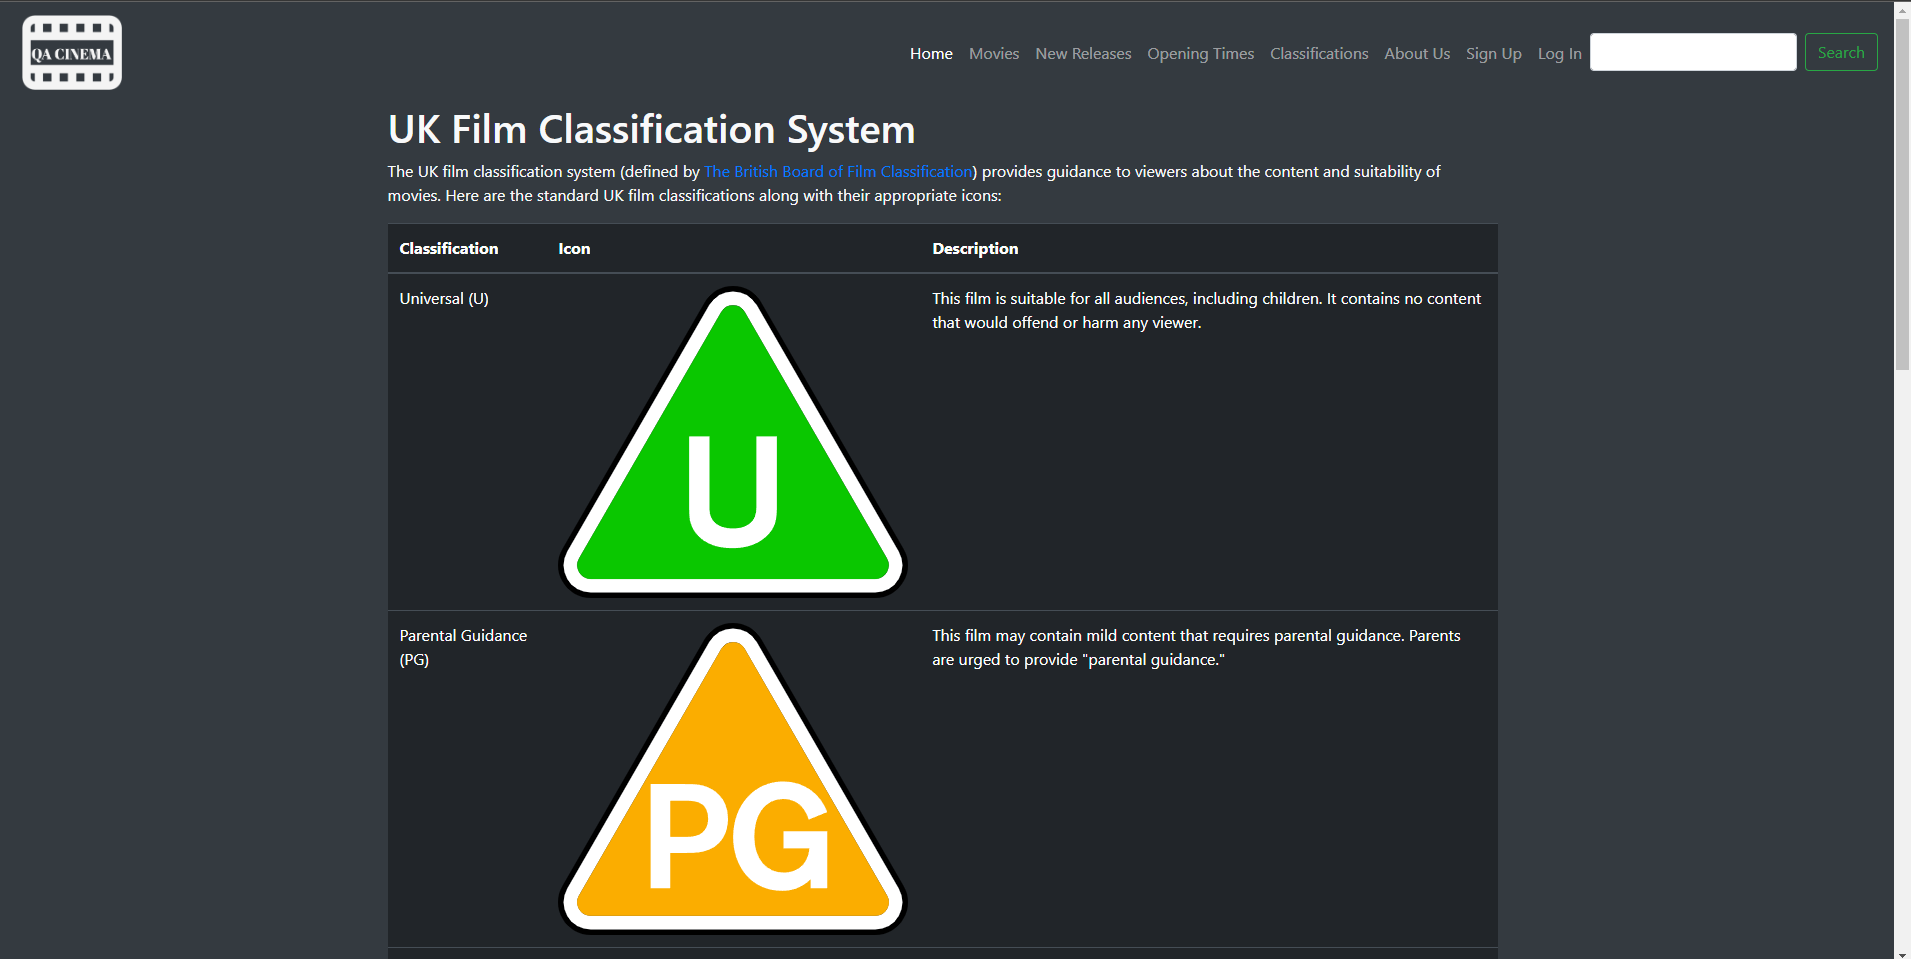 QA CINEMA
Home Movies New Releases Opening Times Classifications About Us Sign Up Log In Search
UK Film Classification System
The UK film classification system (defined by The British Board of Film Classification) provides guidance to viewers about the content and suitability of
movies. Here are the standard UK film classifications along with their appropriate icons:
Classification Icon Description
Universal (U)
U
This film is suitable for all audiences, including children. It contains no content
that would offend or harm any viewer.
Parental Guidance
(PG)
PG
This film may contain mild content that requires parental guidance. Parents
are urged to provide "parental guidance."